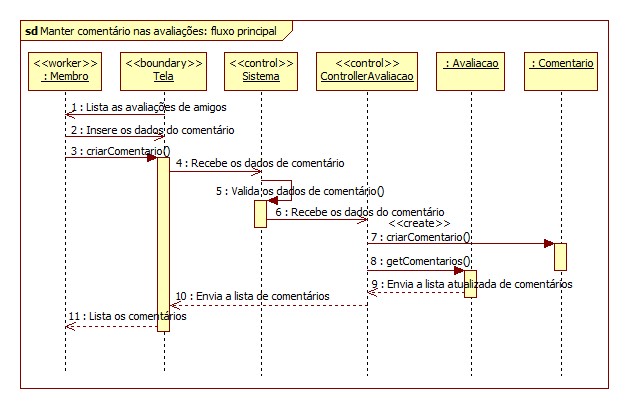 sd Manter comentário nas avaliações: fluxo principal
<<worker>>
: Membro
<<boundary>>
Tela
<<control>>
Sistema
<<control>>
ControllerAvaliacao
: Avaliacao
: Comentario
1 : Lista as avaliações de amigos
2 : Insere os dados do comentário
3 : criarComentario()
4 : Recebe os dados de comentário
5 : Valida os dados de comentário()
6 : Recebe os dados do comentário
<<create>>
7 : criarComentario()
8 : getComentarios()
9 : Envia a lista atualizada de comentários
10 : Envia a lista de comentários
11 : Lista os comentários